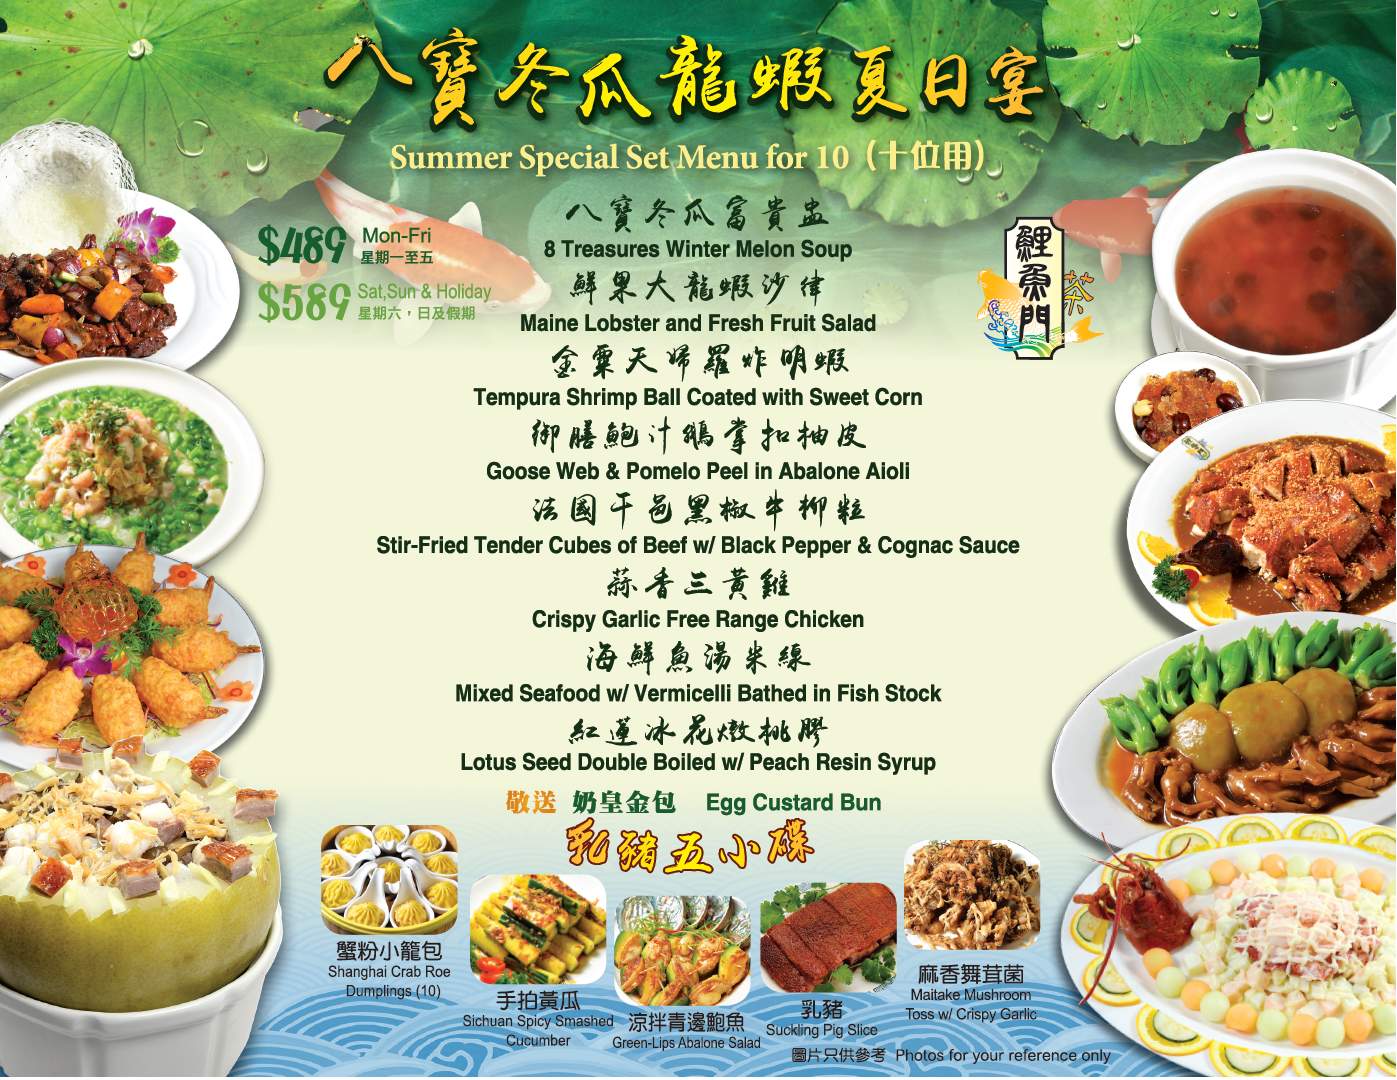 八寶冬瓜龍蝦夏日宴
Summer Special Set Menu for 10 (十位用)
$489 Mon-Fri
星期一至五
$589 Sat,Sun & Holiday
星期六，日及假期
鯉魚門
茶
八寶冬瓜富貴盅
8 Treasures Winter Melon Soup
鮮果大龍蝦沙律
Maine Lobster and Fresh Fruit Salad
金粟天婦羅炸明蝦
Tempura Shrimp Ball Coated with Sweet Corn
御膳鮑汁鵝掌扣柚皮
Goose Web & Pomelo Peel in Abalone Aioli
法國干邑黑椒牛柳粒
Stir-Fried Tender Cubes of Beef w/ Black Pepper & Cognac Sauce
蒜香三黃雞
Crispy Garlic Free Range Chicken
海鮮魚湯米線
Mixed Seafood w/ Vermicelli Bathed in Fish Stock
紅蓮冰花燉桃膠
Lotus Seed Double Boiled w/ Peach Resin Syrup
敬送 奶皇金包 Egg Custard Bun
乳豬五小碟
蟹粉小籠包
Shanghai Crab Roe
Dumplings (10)
手拍黃瓜
Sichuan Spicy Smashed
Cucumber
涼拌青邊鮑魚
Green-Lips Abalone Salad
乳豬
Suckling Pig Slice
麻香舞茸菌
Maitake Mushroom
Toss w/ Crispy Garlic
圖片只供參考 Photos for your reference only